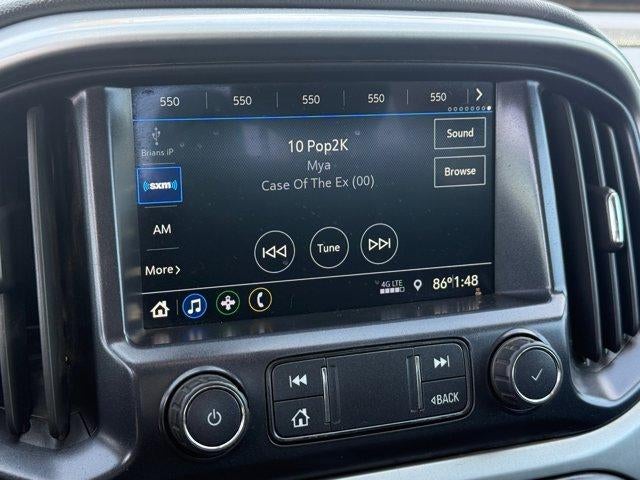 550 550 550 550 550
Brians iP
sxm
AM
More
10 Pop2K
Mya
Case Of The Ex (00)
Sound
Browse
Tune
4G LTE
86° 1:48
BACK